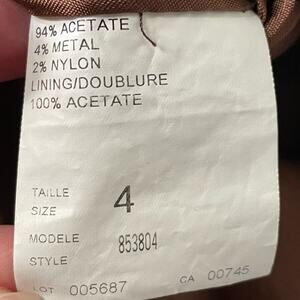 94% ACETATE
4% METAL
2% NYLON
LINING/DOUBLURE
100% ACETATE
TAILLE
SIZE 4
MODELE
STYLE 853804
LOT 005687 CA 00745